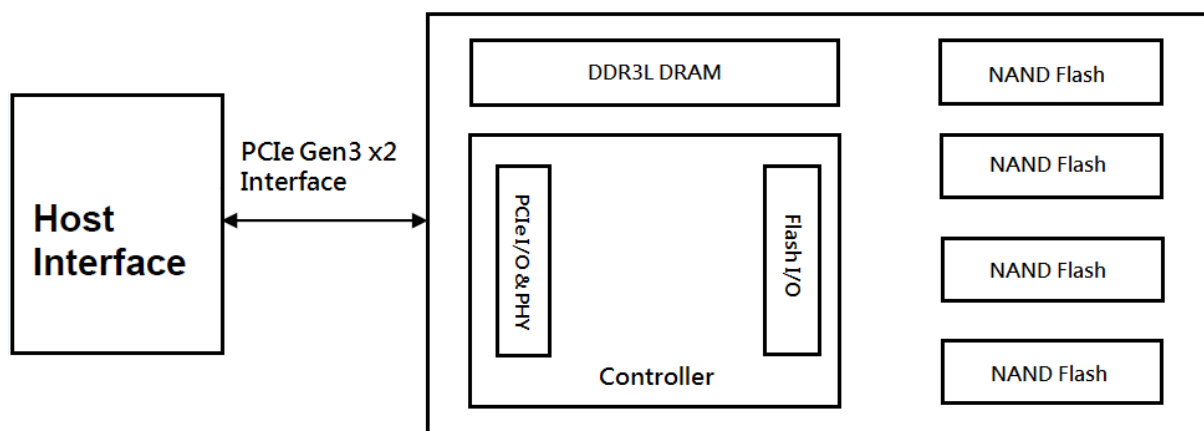 Host
Interface
PCIe Gen3 x2
Interface
DDR3L DRAM
PCIe I/O & PHY
Flash I/O
Controller
NAND Flash
NAND Flash
NAND Flash
NAND Flash